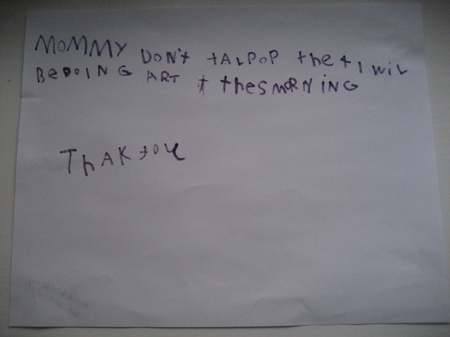 MOMMY DON't tALPOP the t I WiL
BeDOING ARt t thes MORNING
ThAK YOU